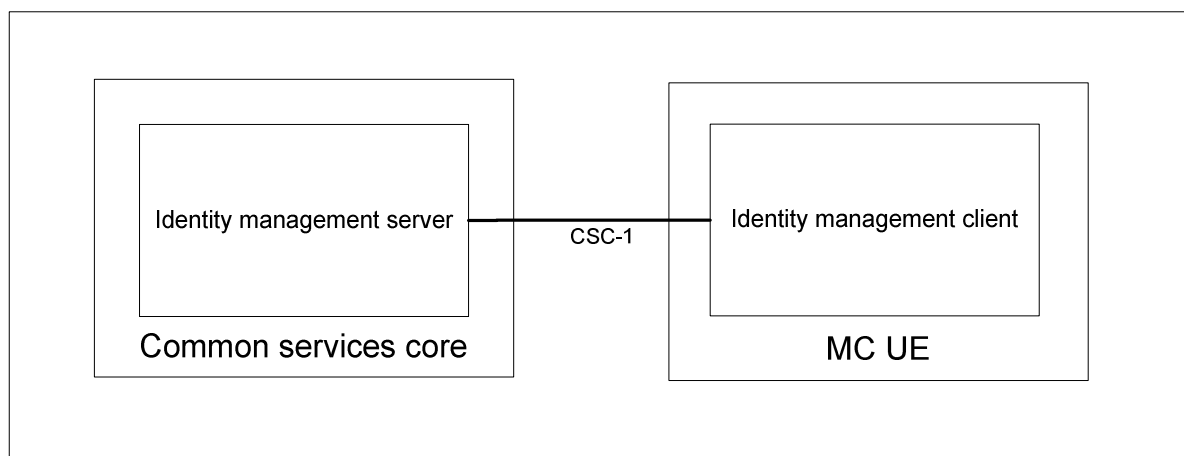 Identity management server
Identity management client
CSC-1
Common services core
MC UE